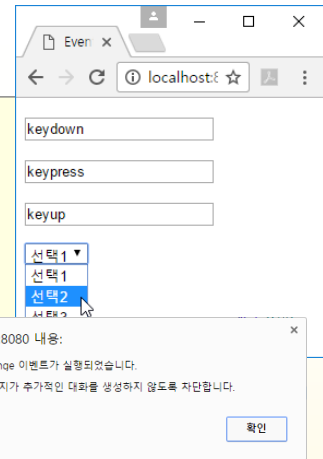 Even
localhost:8
keydown
keypress
keyup
선택1
선택1
선택2
8080 내용:
nge 이벤트가 실행되었습니다.
지가 추가적인 대화를 생성하지 않도록 차단합니다.
확인